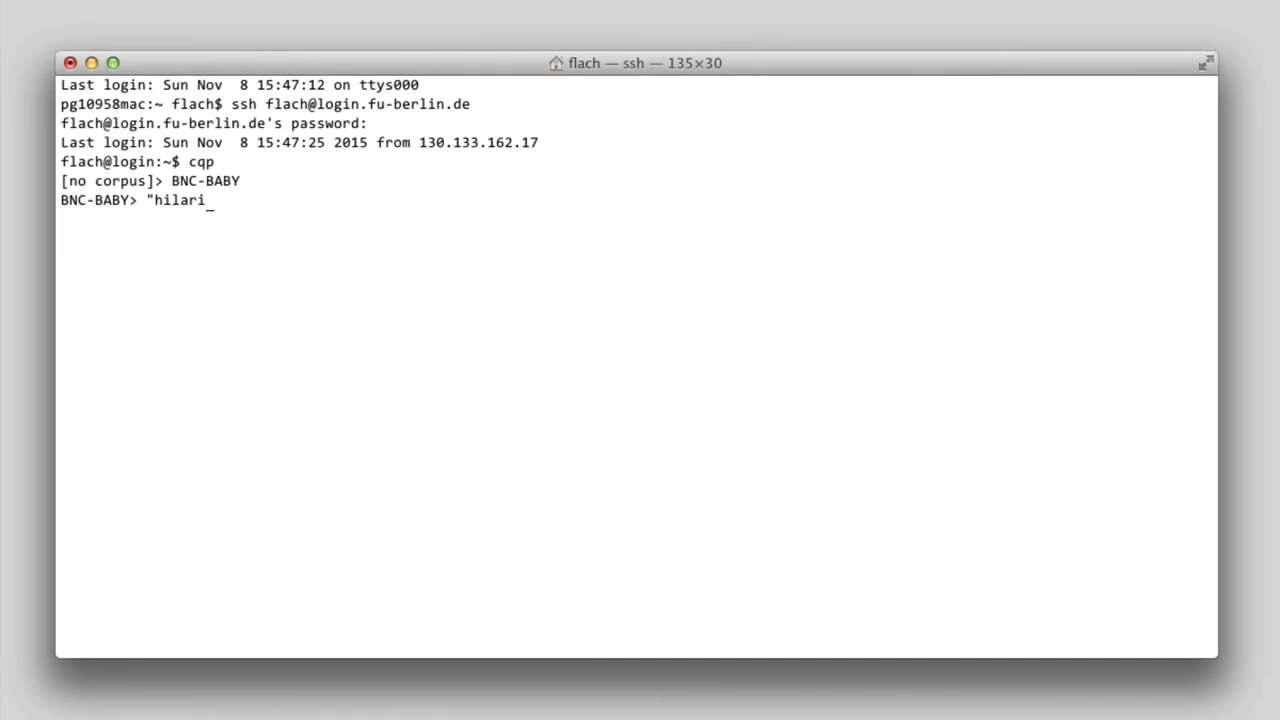 flach — ssh — 135×30
Last login: Sun Nov  8 15:47:12 on ttys000
pg10958mac:~ flach$ ssh flach@login.fu-berlin.de
flach@login.fu-berlin.de's password:
Last login: Sun Nov  8 15:47:25 2015 from 130.133.162.17
flach@login:~$ cqp
[no corpus]> BNC-BABY
BNC-BABY> "hilari_